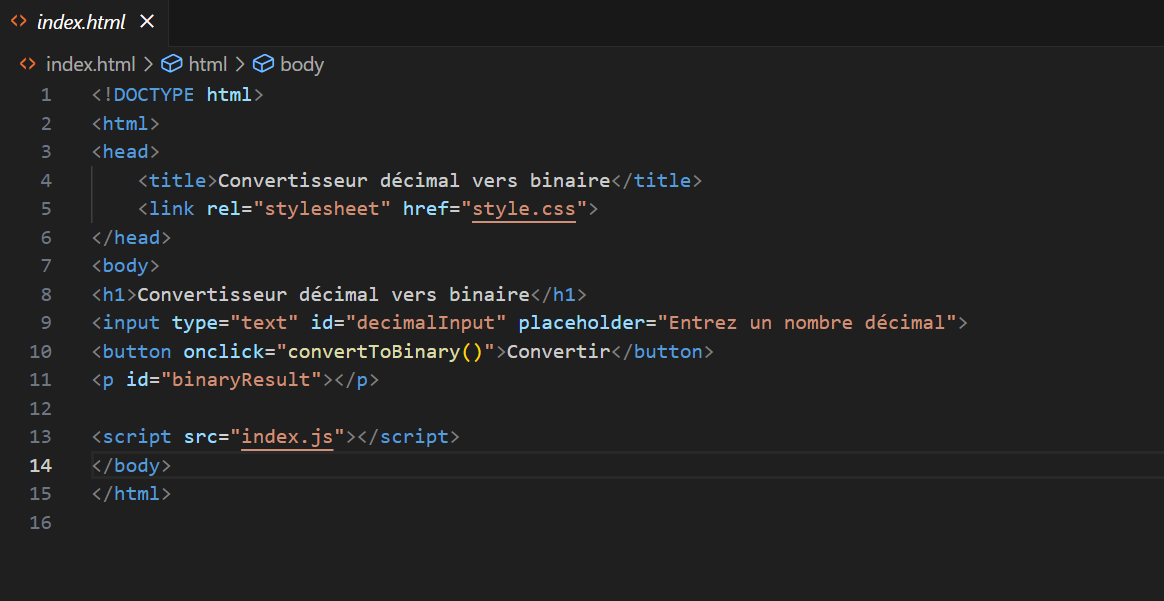 index.html
index.html > html > body
1 <!DOCTYPE html>
2 <html>
3 <head>
4     <title>Convertisseur décimal vers binaire</title>
5     <link rel="stylesheet" href="style.css">
6 </head>
7 <body>
8 <h1>Convertisseur décimal vers binaire</h1>
9 <input type="text" id="decimalInput" placeholder="Entrez un nombre décimal">
10 <button onclick="convertToBinary()">Convertir</button>
11 <p id="binaryResult"></p>
12
13 <script src="index.js"></script>
14 </body>
15 </html>
16